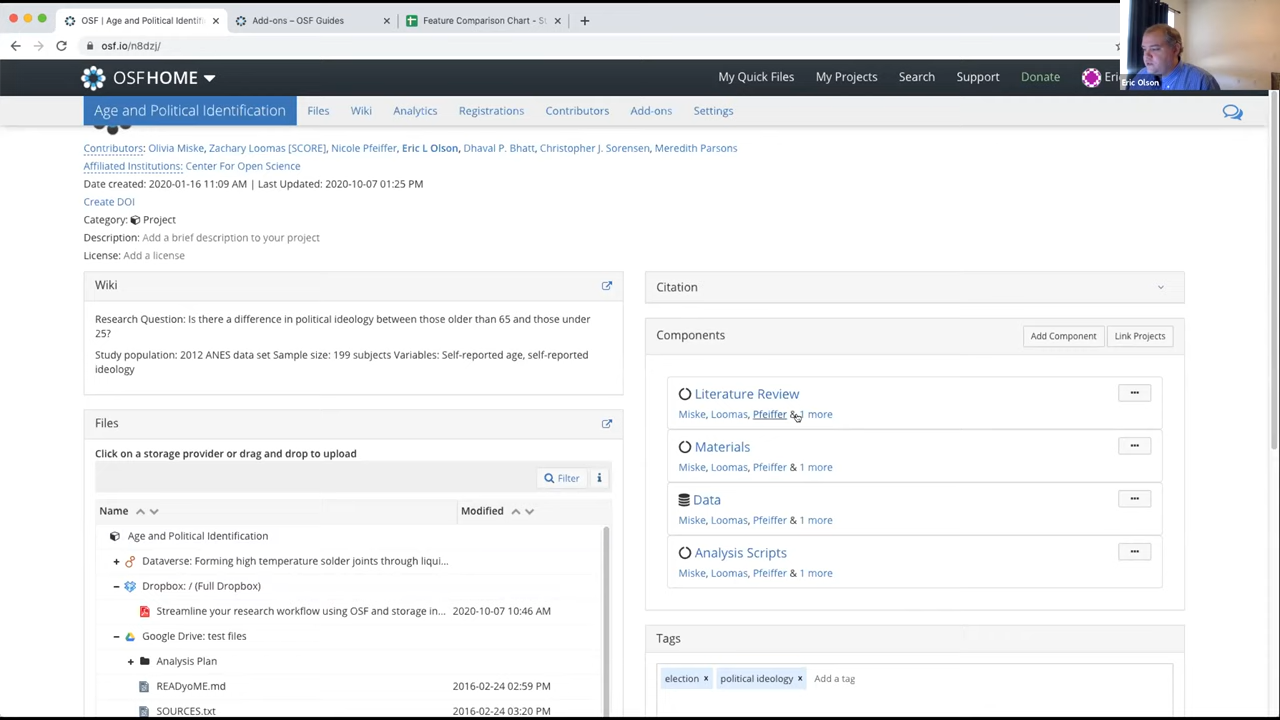 OSF | Age and Political Identifi
Add-ons – OSF Guides
Feature Comparison Chart - S
osf.io/n8dzj/
OSFHOME
My Quick Files
My Projects
Search
Support
Donate
Eric Olson
Age and Political Identification
Files
Wiki
Analytics
Registrations
Contributors
Add-ons
Settings
Contributors: Olivia Miske, Zachary Loomas [SCORE], Nicole Pfeiffer, Eric L Olson, Dhaval P. Bhatt, Christopher J. Sorensen, Meredith Parsons
Affiliated Institutions: Center For Open Science
Date created: 2020-01-16 11:09 AM | Last Updated: 2020-10-07 01:25 PM
Create DOI
Category: Project
Description: Add a brief description to your project
License: Add a license
Wiki
Research Question: Is there a difference in political ideology between those older than 65 and those under
25?
Study population: 2012 ANES data set Sample size: 199 subjects Variables: Self-reported age, self-reported
ideology
Files
Click on a storage provider or drag and drop to upload
Filter
Name
Modified
Age and Political Identification
Dataverse: Forming high temperature solder joints through liqui...
Dropbox: / (Full Dropbox)
Streamline your research workflow using OSF and storage in... 2020-10-07 10:46 AM
Google Drive: test files
Analysis Plan
READyoME.md 2016-02-24 02:59 PM
SOURCES.txt 2016-02-24 03:20 PM
Citation
Components
Add Component
Link Projects
Literature Review
Miske, Loomas, Pfeiffer & 1 more
Materials
Miske, Loomas, Pfeiffer & 1 more
Data
Miske, Loomas, Pfeiffer & 1 more
Analysis Scripts
Miske, Loomas, Pfeiffer & 1 more
Tags
election x
political ideology x
Add a tag